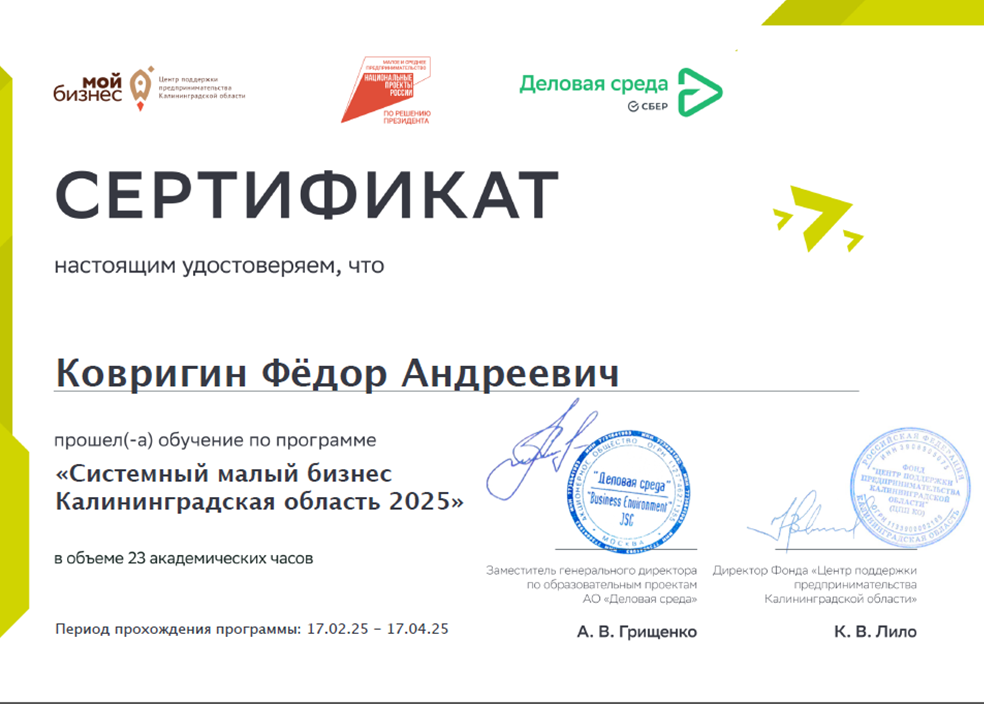 мой
бизнес
Центр поддержки
предпринимательства
Калининградской области
МАЛОЕ И СРЕДНЕЕ
ПРЕДПРИНИМАТЕЛЬСТВО
НАЦИОНАЛЬНЫЕ
ПРОЕКТЫ
РОССИИ
ПО РЕШЕНИЮ
ПРЕЗИДЕНТА
Деловая среда
СБЕР
СЕРТИФИКАТ
настоящим удостоверяем, что
Ковригин Фёдор Андреевич
прошел(-а) обучение по программе
«Системный малый бизнес
Калининградская область 2025»
в объеме 23 академических часов
Период прохождения программы: 17.02.25 – 17.04.25
АКЦИОНЕРНОЕ ОБЩЕСТВО
"Деловая среда"
"Business Environment"
JSC
МОСКВА
Заместитель генерального директора
по образовательным проектам
АО «Деловая среда»
А. В. Грищенко
РОССИЙСКАЯ ФЕДЕРАЦИЯ
ФОНД
"ЦЕНТР ПОДДЕРЖКИ
ПРЕДПРИНИМАТЕЛЬСТВА
КАЛИНИНГРАДСКОЙ
ОБЛАСТИ"
КАЛИНИНГРАДСКАЯ ОБЛАСТЬ
Директор Фонда «Центр поддержки
предпринимательства
Калининградской области»
К. В. Лило